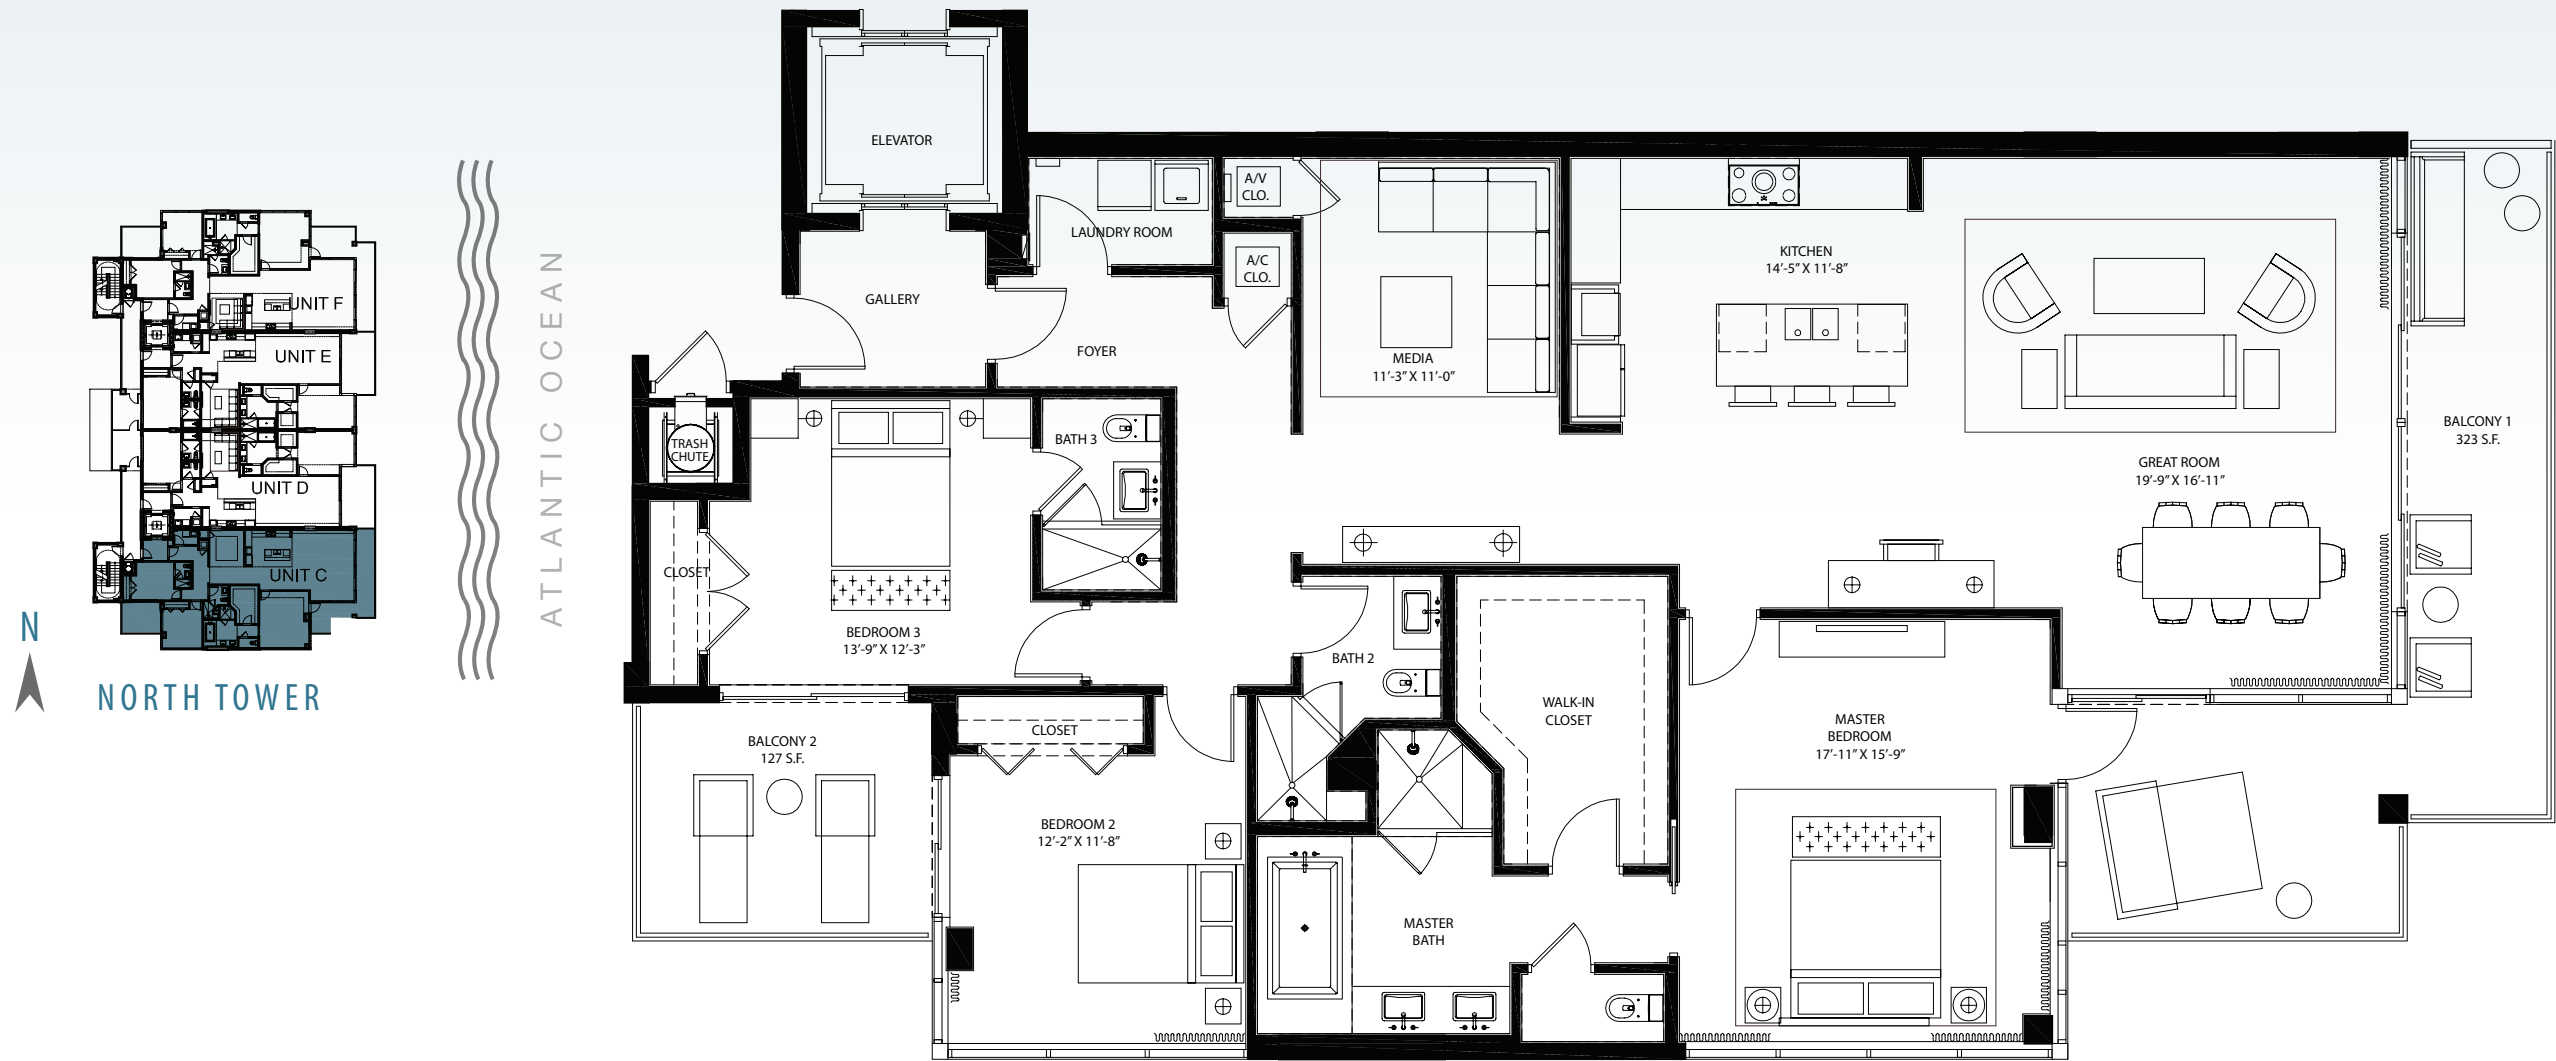 UNIT F
UNIT E
UNIT D
UNIT C
N
NORTH TOWER
ATLANTIC OCEAN
ELEVATOR
LAUNDRY ROOM
A/V
CLO.
A/C
CLO.
GALLERY
FOYER
MEDIA
11'-3" X 11'-0"
KITCHEN
14'-5" X 11'-8"
GREAT ROOM
19'-9" X 16'-11"
BALCONY 1
323 S.F.
TRASH
CHUTE
BATH 3
CLOSET
BEDROOM 3
13'-9" X 12'-3"
BATH 2
WALK-IN
CLOSET
MASTER
BEDROOM
17'-11" X 15'-9"
BALCONY 2
127 S.F.
CLOSET
BEDROOM 2
12'-2" X 11'-8"
MASTER
BATH